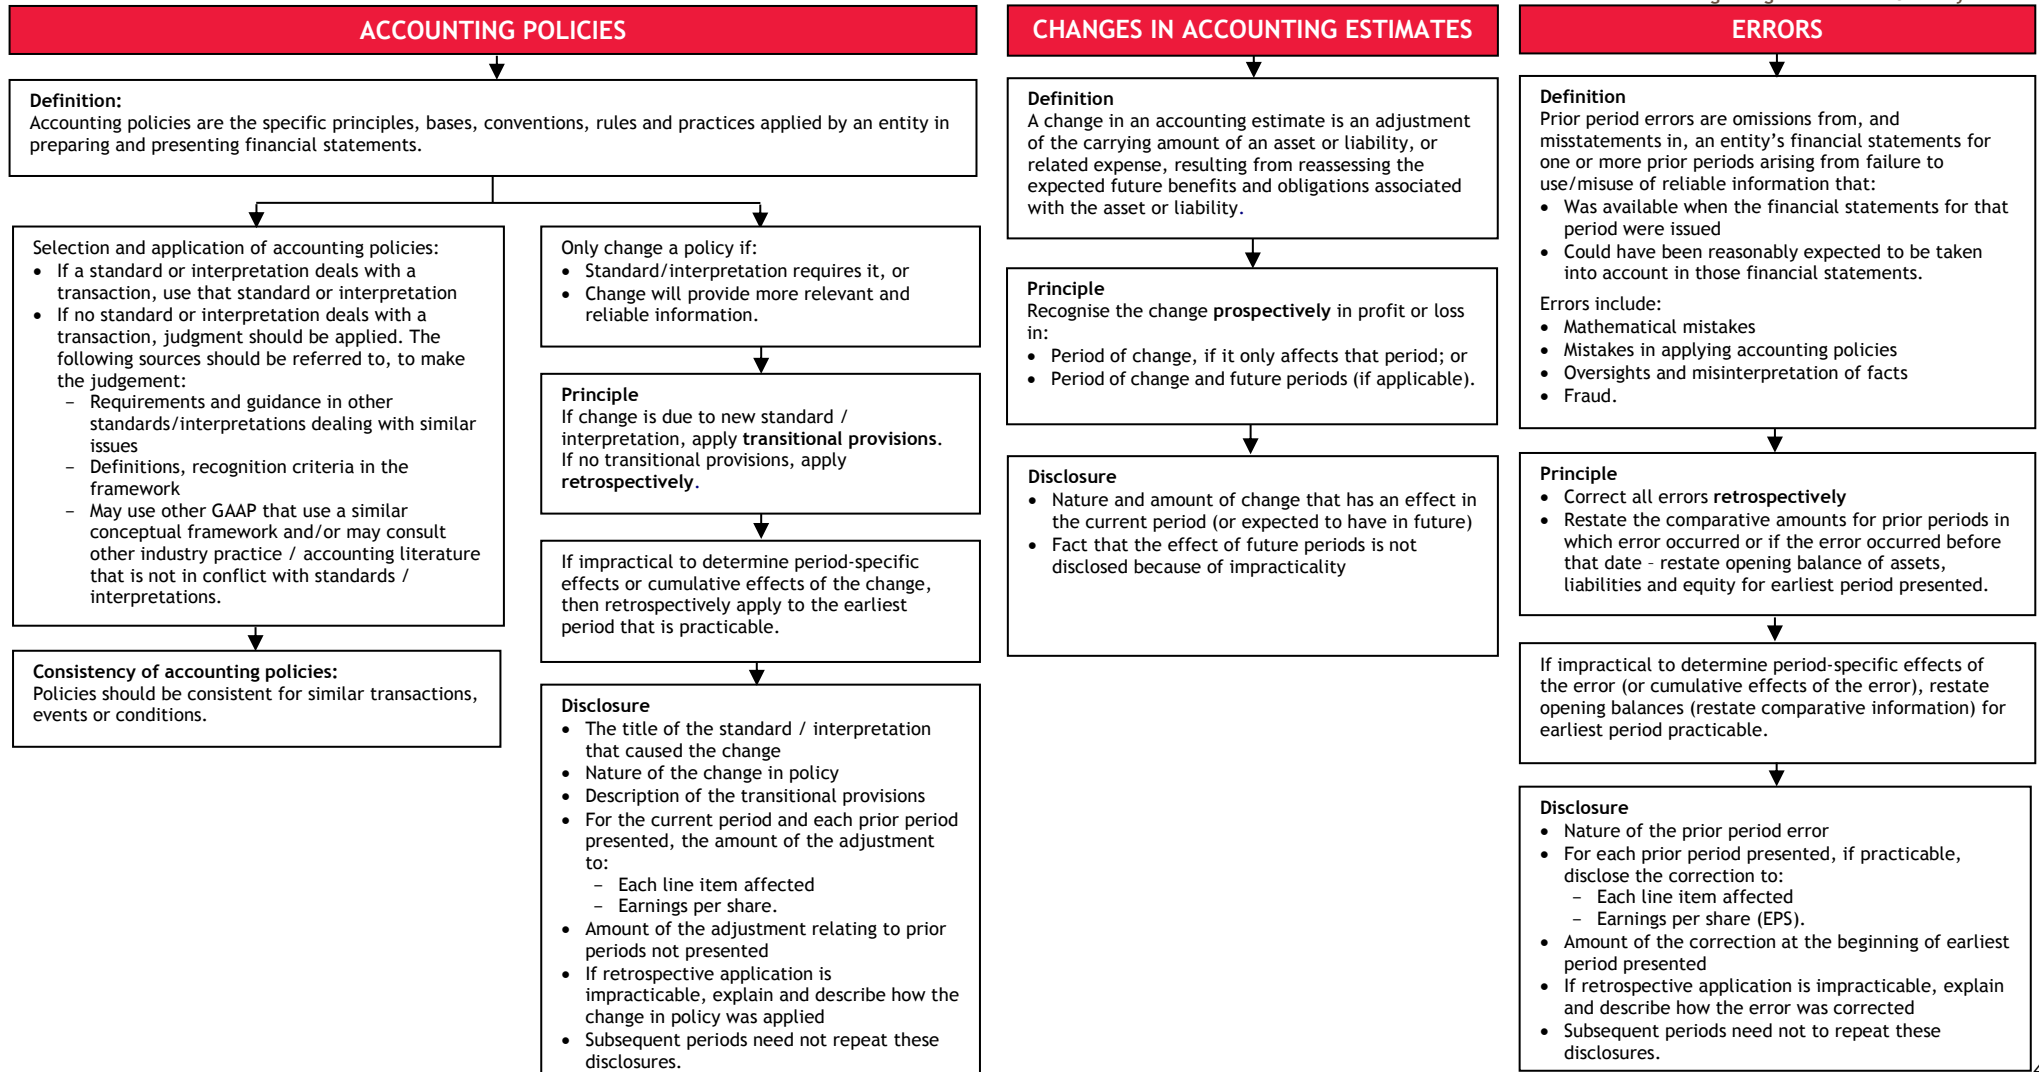 ACCOUNTING POLICIES
Definition:
Accounting policies are the specific principles, bases, conventions, rules and practices applied by an entity in
preparing and presenting financial statements.
Selection and application of accounting policies:
• If a standard or interpretation deals with a
transaction, use that standard or interpretation
• If no standard or interpretation deals with a
transaction, judgment should be applied. The
following sources should be referred to, to make
the judgement:
– Requirements and guidance in other
standards/interpretations dealing with similar
issues
– Definitions, recognition criteria in the
framework
– May use other GAAP that use a similar
conceptual framework and/or may consult
other industry practice / accounting literature
that is not in conflict with standards /
interpretations.
Consistency of accounting policies:
Policies should be consistent for similar transactions,
events or conditions.
Only change a policy if:
• Standard/interpretation requires it, or
• Change will provide more relevant and
reliable information.
Principle
If change is due to new standard /
interpretation, apply transitional provisions.
If no transitional provisions, apply
retrospectively.
If impractical to determine period-specific
effects or cumulative effects of the change,
then retrospectively apply to the earliest
period that is practicable.
Disclosure
• The title of the standard / interpretation
that caused the change
• Nature of the change in policy
• Description of the transitional provisions
• For the current period and each prior period
presented, the amount of the adjustment
to:
– Each line item affected
– Earnings per share.
• Amount of the adjustment relating to prior
periods not presented
• If retrospective application is
impracticable, explain and describe how the
change in policy was applied
• Subsequent periods need not repeat these
disclosures.
CHANGES IN ACCOUNTING ESTIMATES
Definition
A change in an accounting estimate is an adjustment
of the carrying amount of an asset or liability, or
related expense, resulting from reassessing the
expected future benefits and obligations associated
with the asset or liability.
Principle
Recognise the change prospectively in profit or loss
in:
• Period of change, if it only affects that period; or
• Period of change and future periods (if applicable).
Disclosure
• Nature and amount of change that has an effect in
the current period (or expected to have in future)
• Fact that the effect of future periods is not
disclosed because of impracticality
ERRORS
Definition
Prior period errors are omissions from, and
misstatements in, an entity’s financial statements for
one or more prior periods arising from failure to
use/misuse of reliable information that:
• Was available when the financial statements for that
period were issued
• Could have been reasonably expected to be taken
into account in those financial statements.
Errors include:
• Mathematical mistakes
• Mistakes in applying accounting policies
• Oversights and misinterpretation of facts
• Fraud.
Principle
• Correct all errors retrospectively
• Restate the comparative amounts for prior periods in
which error occurred or if the error occurred before
that date – restate opening balance of assets,
liabilities and equity for earliest period presented.
If impractical to determine period-specific effects of
the error (or cumulative effects of the error), restate
opening balances (restate comparative information) for
earliest period practicable.
Disclosure
• Nature of the prior period error
• For each prior period presented, if practicable,
disclose the correction to:
– Each line item affected
– Earnings per share (EPS).
• Amount of the correction at the beginning of earliest
period presented
• If retrospective application is impracticable, explain
and describe how the error was corrected
• Subsequent periods need not to repeat these
disclosures.